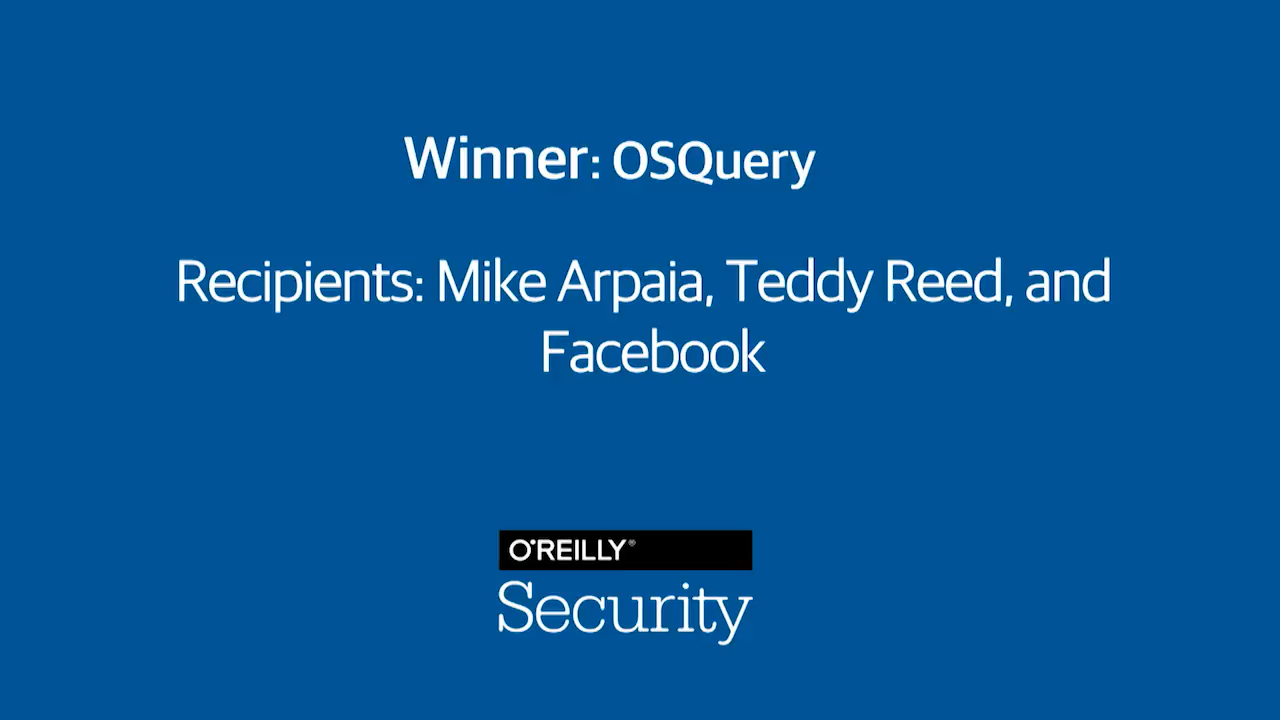 Winner: OSQuery
Recipients: Mike Arpaia, Teddy Reed, and
Facebook
O'REILLY®
Security